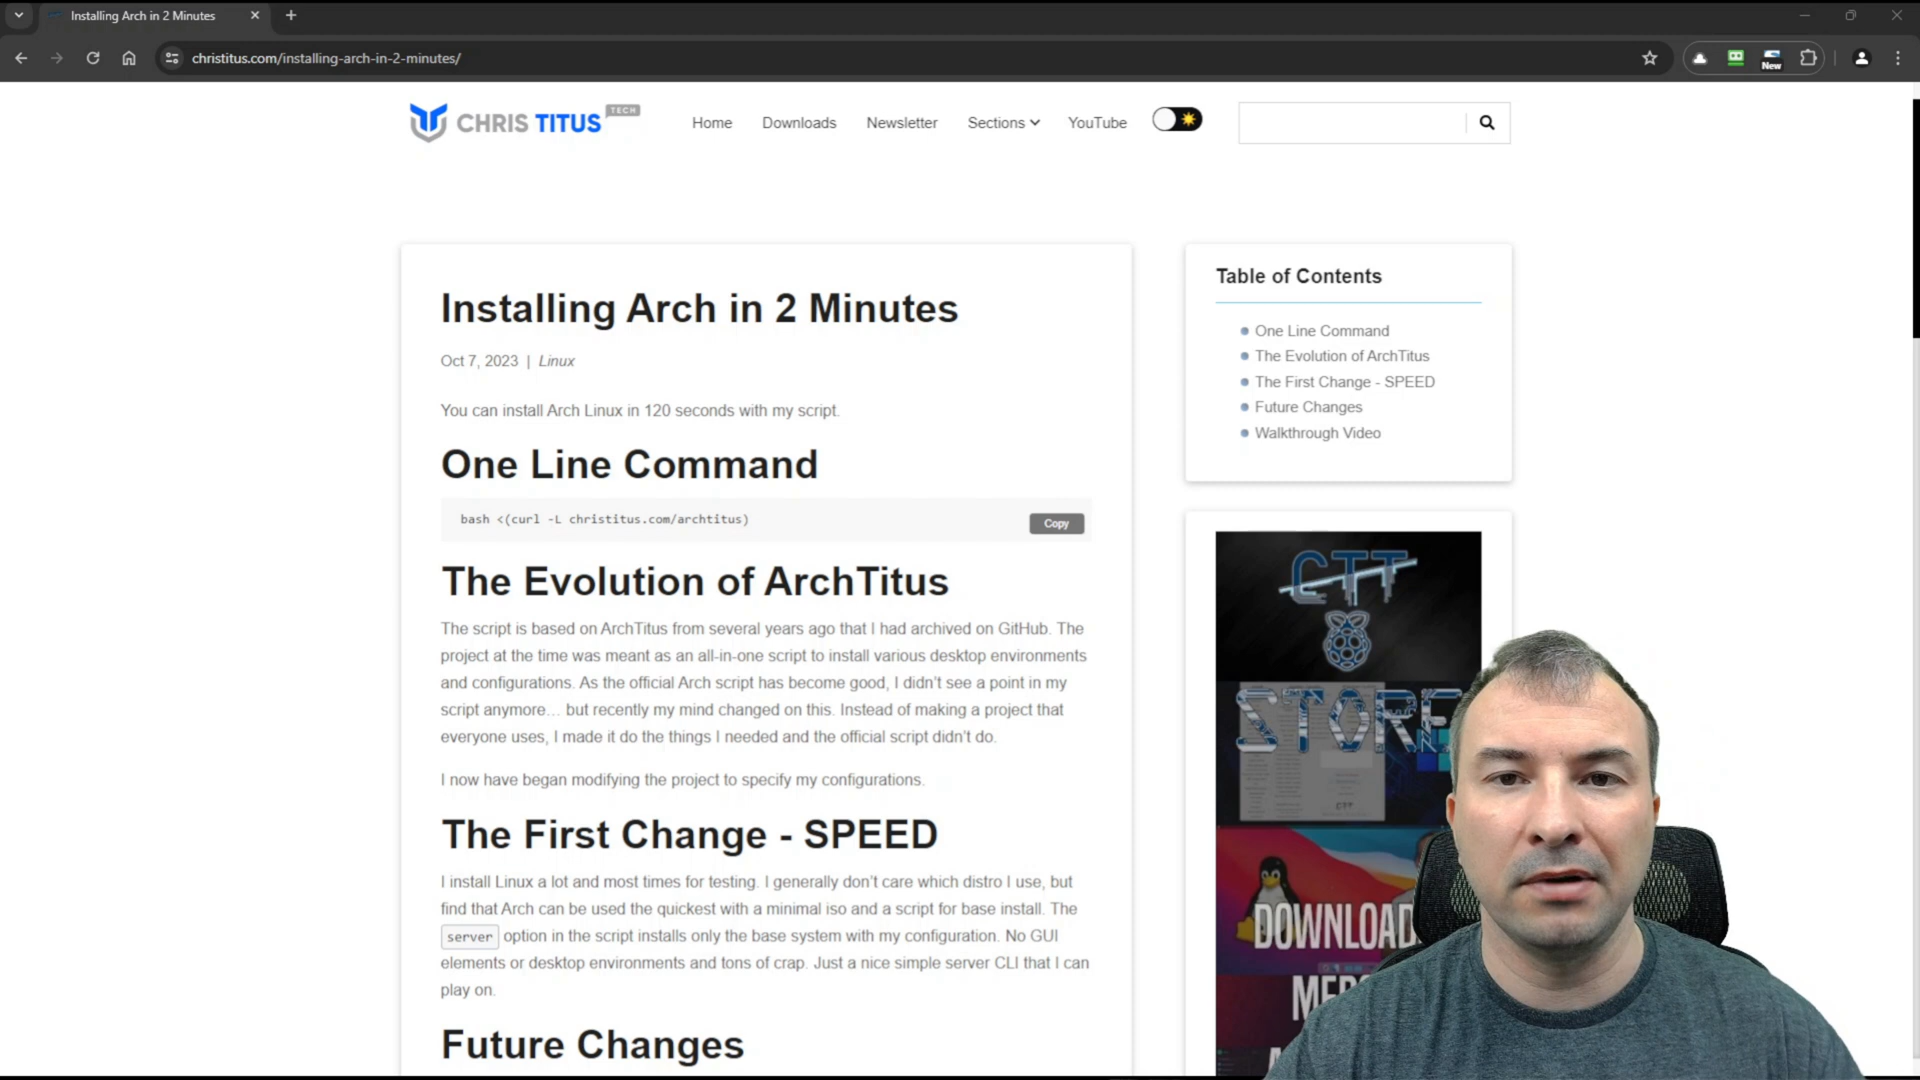 Installing Arch in 2 Minutes
christitus.com/installing-arch-in-2-minutes/
New
CHRIS TITUS TECH
Home
Downloads
Newsletter
Sections
YouTube
Installing Arch in 2 Minutes
Oct 7, 2023 | Linux
You can install Arch Linux in 120 seconds with my script.
One Line Command
bash <(curl -L christitus.com/archtitus)
Copy
The Evolution of ArchTitus
The script is based on ArchTitus from several years ago that I had archived on GitHub. The
project at the time was meant as an all-in-one script to install various desktop environments
and configurations. As the official Arch script has become good, I didn't see a point in my
script anymore… but recently my mind changed on this. Instead of making a project that
everyone uses, I made it do the things I needed and the official script didn't do.
I now have began modifying the project to specify my configurations.
The First Change - SPEED
I install Linux a lot and most times for testing. I generally don't care which distro I use, but
find that Arch can be used the quickest with a minimal iso and a script for base install. The
server option in the script installs only the base system with my configuration. No GUI
elements or desktop environments and tons of crap. Just a nice simple server CLI that I can
play on.
Future Changes
Table of Contents
One Line Command
The Evolution of ArchTitus
The First Change - SPEED
Future Changes
Walkthrough Video
CTT
STORE
CTT
DOWNLOAD